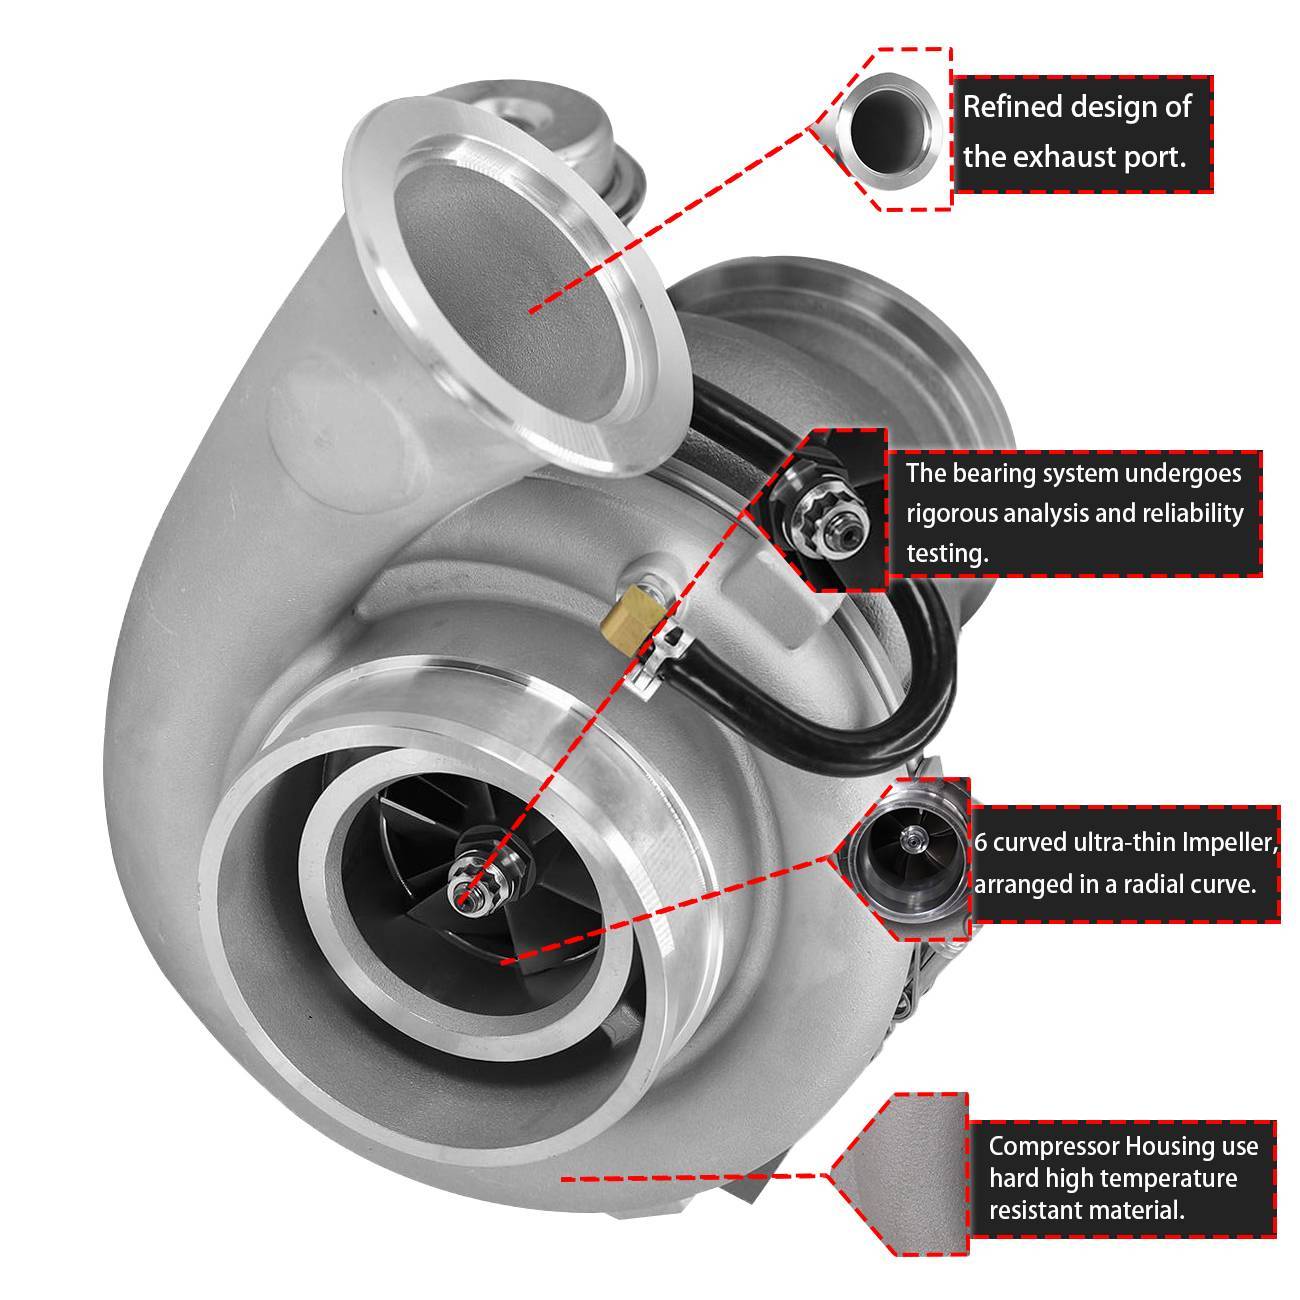 Refined design of
the exhaust port.
The bearing system undergoes
rigorous analysis and reliability
testing.
6 curved ultra-thin Impeller,
arranged in a radial curve.
Compressor Housing use
hard high temperature
resistant material.